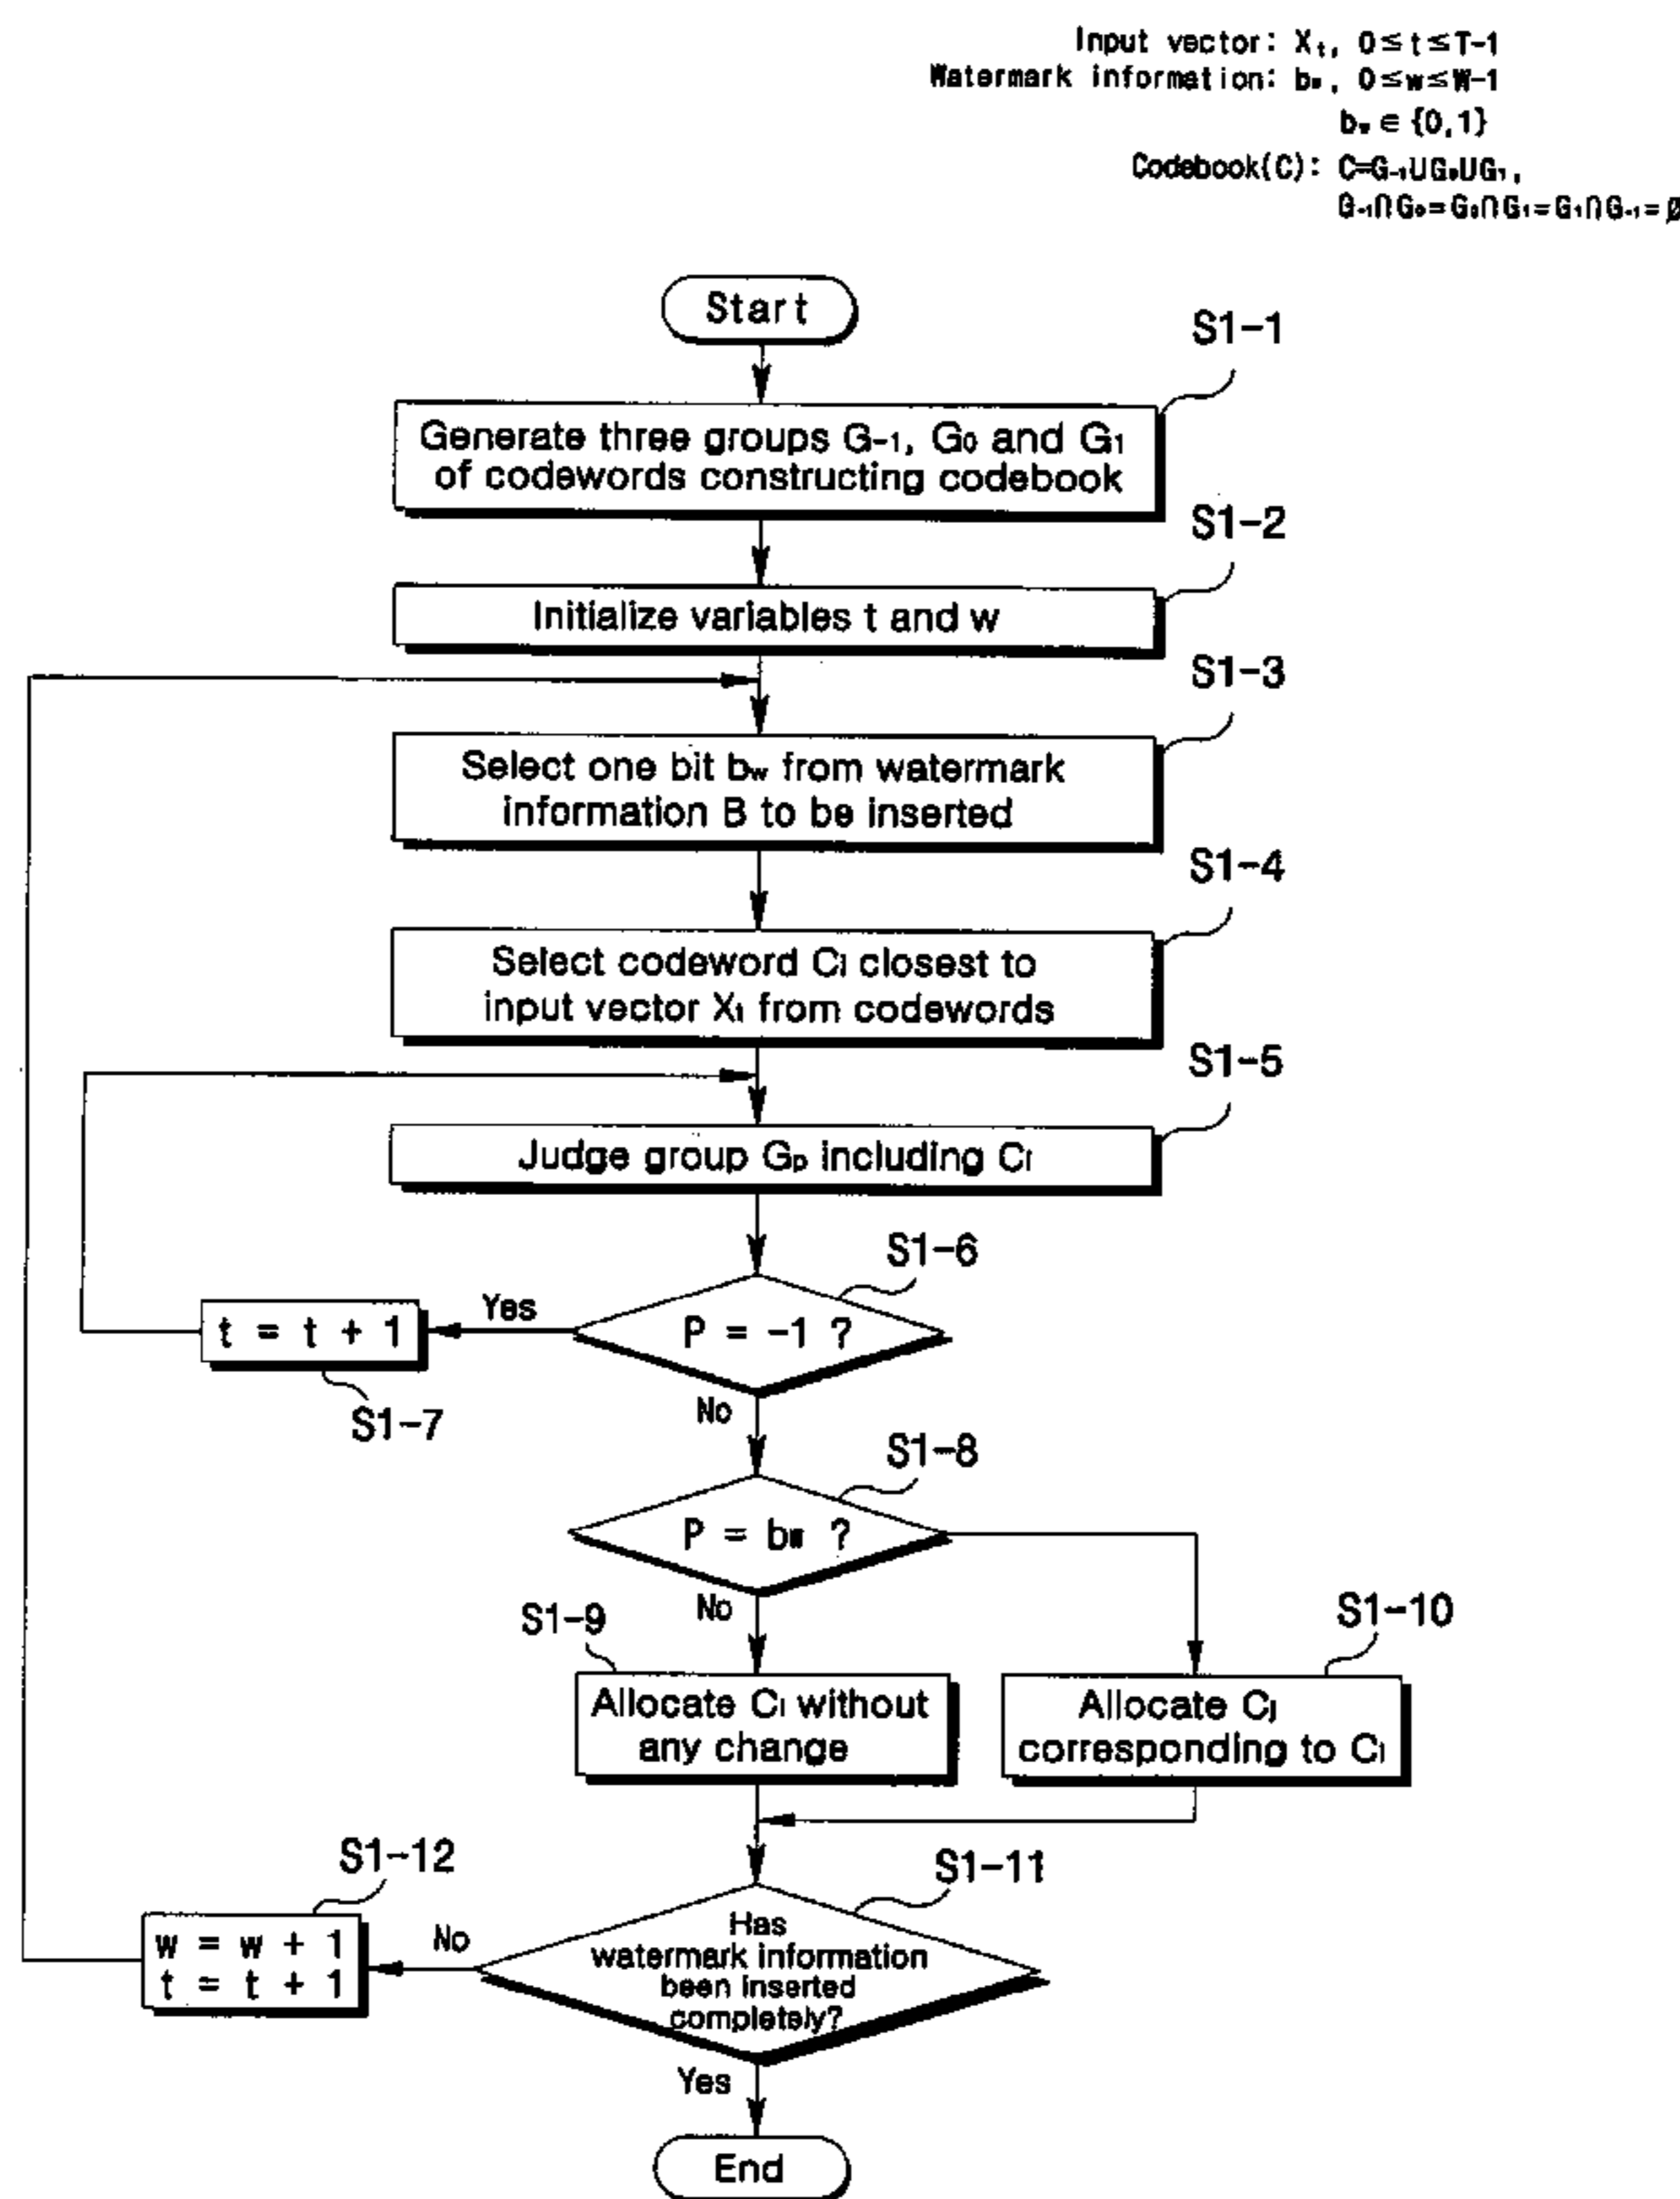 Input vector: Xt, 0≤t≤T-1
Watermark information: bw, 0≤w≤W-1
bw ∈ {0,1}
Codebook(C): C=G-1UG0UG1,
G-1∩G0=G0∩G1=G1∩G-1=Ø
Start
S1-1
Generate three groups G-1, G0 and G1
of codewords constructing codebook
S1-2
Initialize variables t and w
S1-3
Select one bit bw from watermark
information B to be inserted
S1-4
Select codeword Ci closest to
input vector Xt from codewords
S1-5
Judge group Gp including Ci
S1-6
P = -1 ?
Yes
t = t + 1
S1-7
No
S1-8
P = bw ?
No
S1-9
Allocate Ci without
any change
S1-10
Allocate Cj
corresponding to Ci
S1-11
Has
watermark information
been inserted
completely?
No
S1-12
w = w + 1
t = t + 1
Yes
End